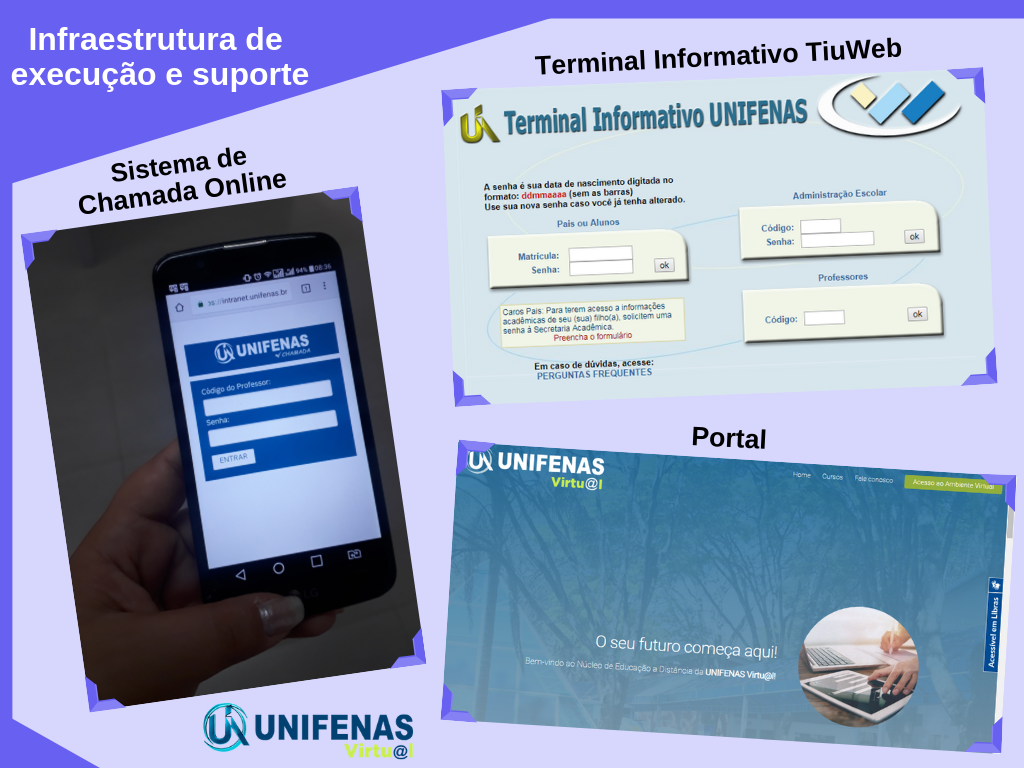 Infraestrutura de
execução e suporte
Sistema de
Chamada Online
94% 08:36
://intranet.unifenas.br
1
UNIFENAS
CHAMADA
Código do Professor:
Senha:
ENTRAR
LG
UNIFENAS
Virtu@l
Terminal Informativo TiuWeb
Terminal Informativo UNIFENAS
A senha é sua data de nascimento digitada no
formato: ddmmaaaa (sem as barras)
Use sua nova senha caso você já tenha alterado.
Pais ou Alunos
Matrícula:
Senha:
ok
Caros Pais: Para terem acesso a informações
acadêmicas de seu (sua) filho(a), solicitem uma
senha à Secretaria Acadêmica.
Preencha o formulário
Em caso de dúvidas, acesse:
PERGUNTAS FREQUENTES
Administração Escolar
Código:
Senha:
ok
Professores
Código:
ok
Portal
UNIFENAS
Virtu@l
Home Cursos Fale conosco Acesso ao Ambiente Virtual
O seu futuro começa aqui!
Bem-vindo ao Núcleo de Educação a Distância da UNIFENAS Virtu@l!
Acessível em Libras